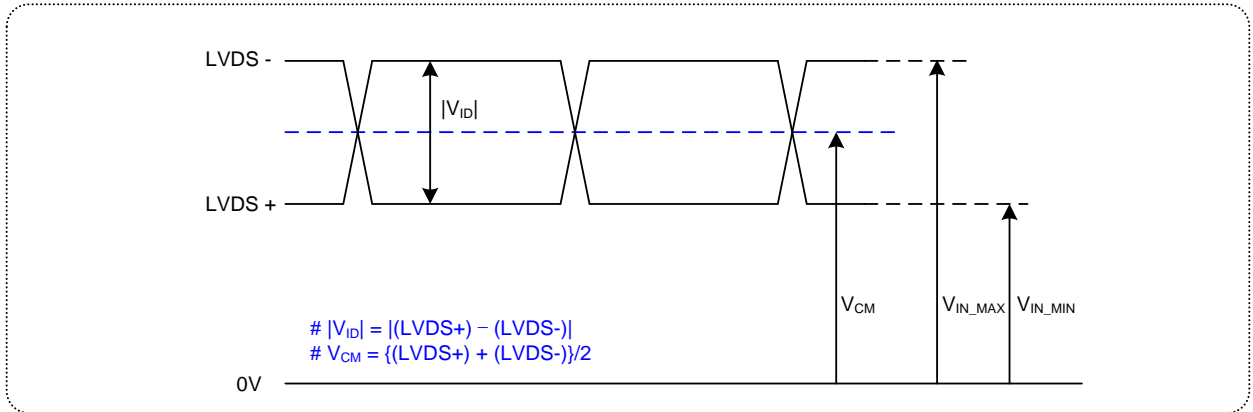 LVDS -
|VID|
LVDS +
VCM
VIN_MAX
VIN_MIN
# |VID| = |(LVDS+) − (LVDS-)|
# VCM = {(LVDS+) + (LVDS-)}/2
0V